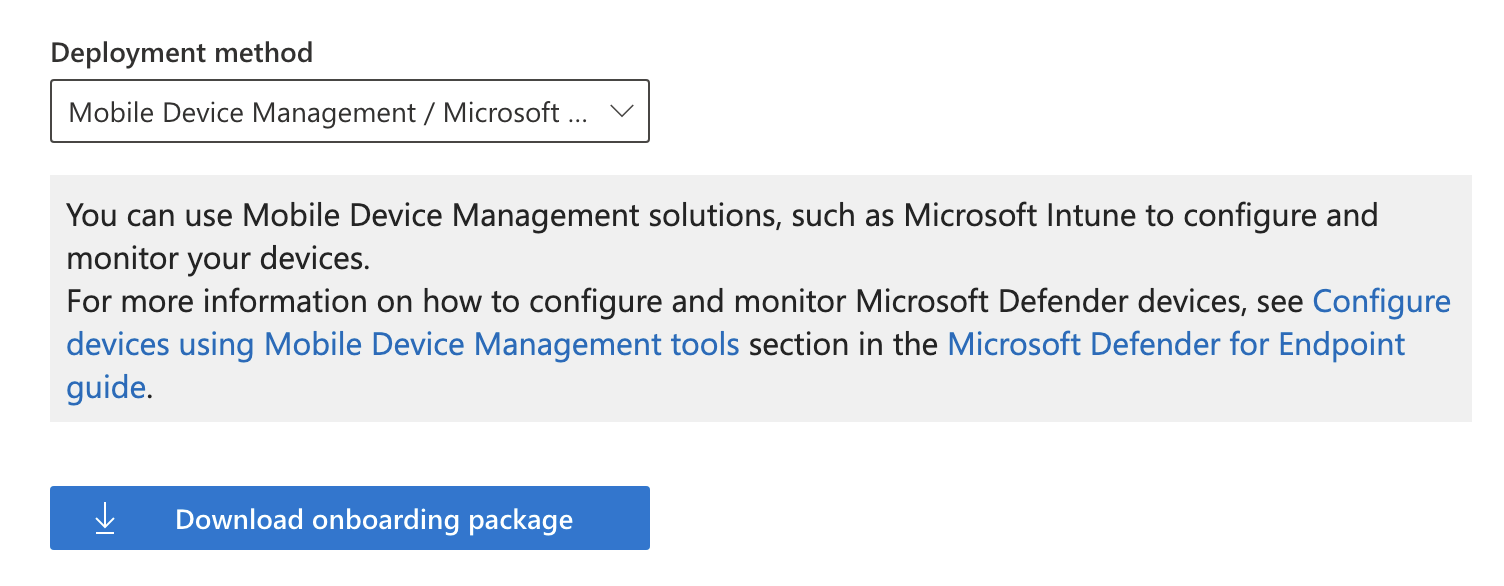 Deployment method
Mobile Device Management / Microsoft ...
You can use Mobile Device Management solutions, such as Microsoft Intune to configure and
monitor your devices.
For more information on how to configure and monitor Microsoft Defender devices, see Configure
devices using Mobile Device Management tools section in the Microsoft Defender for Endpoint
guide.
Download onboarding package